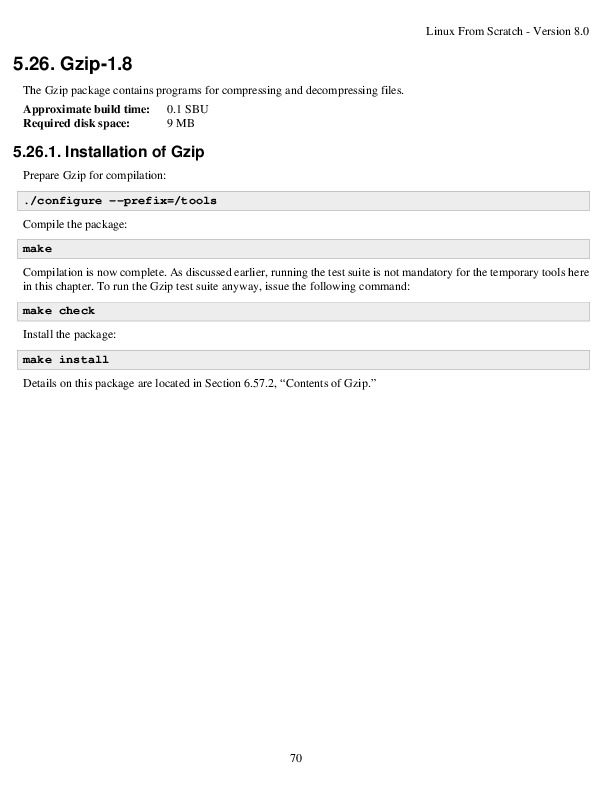 Linux From Scratch - Version 8.0
5.26. Gzip-1.8
The Gzip package contains programs for compressing and decompressing files.
Approximate build time: 0.1 SBU
Required disk space: 9 MB
5.26.1. Installation of Gzip
Prepare Gzip for compilation:
./configure --prefix=/tools
Compile the package:
make
Compilation is now complete. As discussed earlier, running the test suite is not mandatory for the temporary tools here
in this chapter. To run the Gzip test suite anyway, issue the following command:
make check
Install the package:
make install
Details on this package are located in Section 6.57.2, “Contents of Gzip.”
70